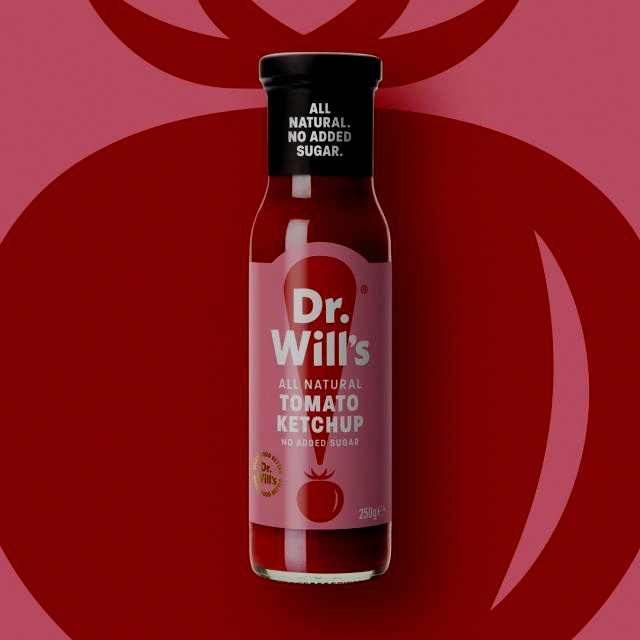 ALL
NATURAL.
NO ADDED
SUGAR.
Dr.
Will's
®
ALL NATURAL
TOMATO
KETCHUP
NO ADDED SUGAR
Dr.
Will's
250g e